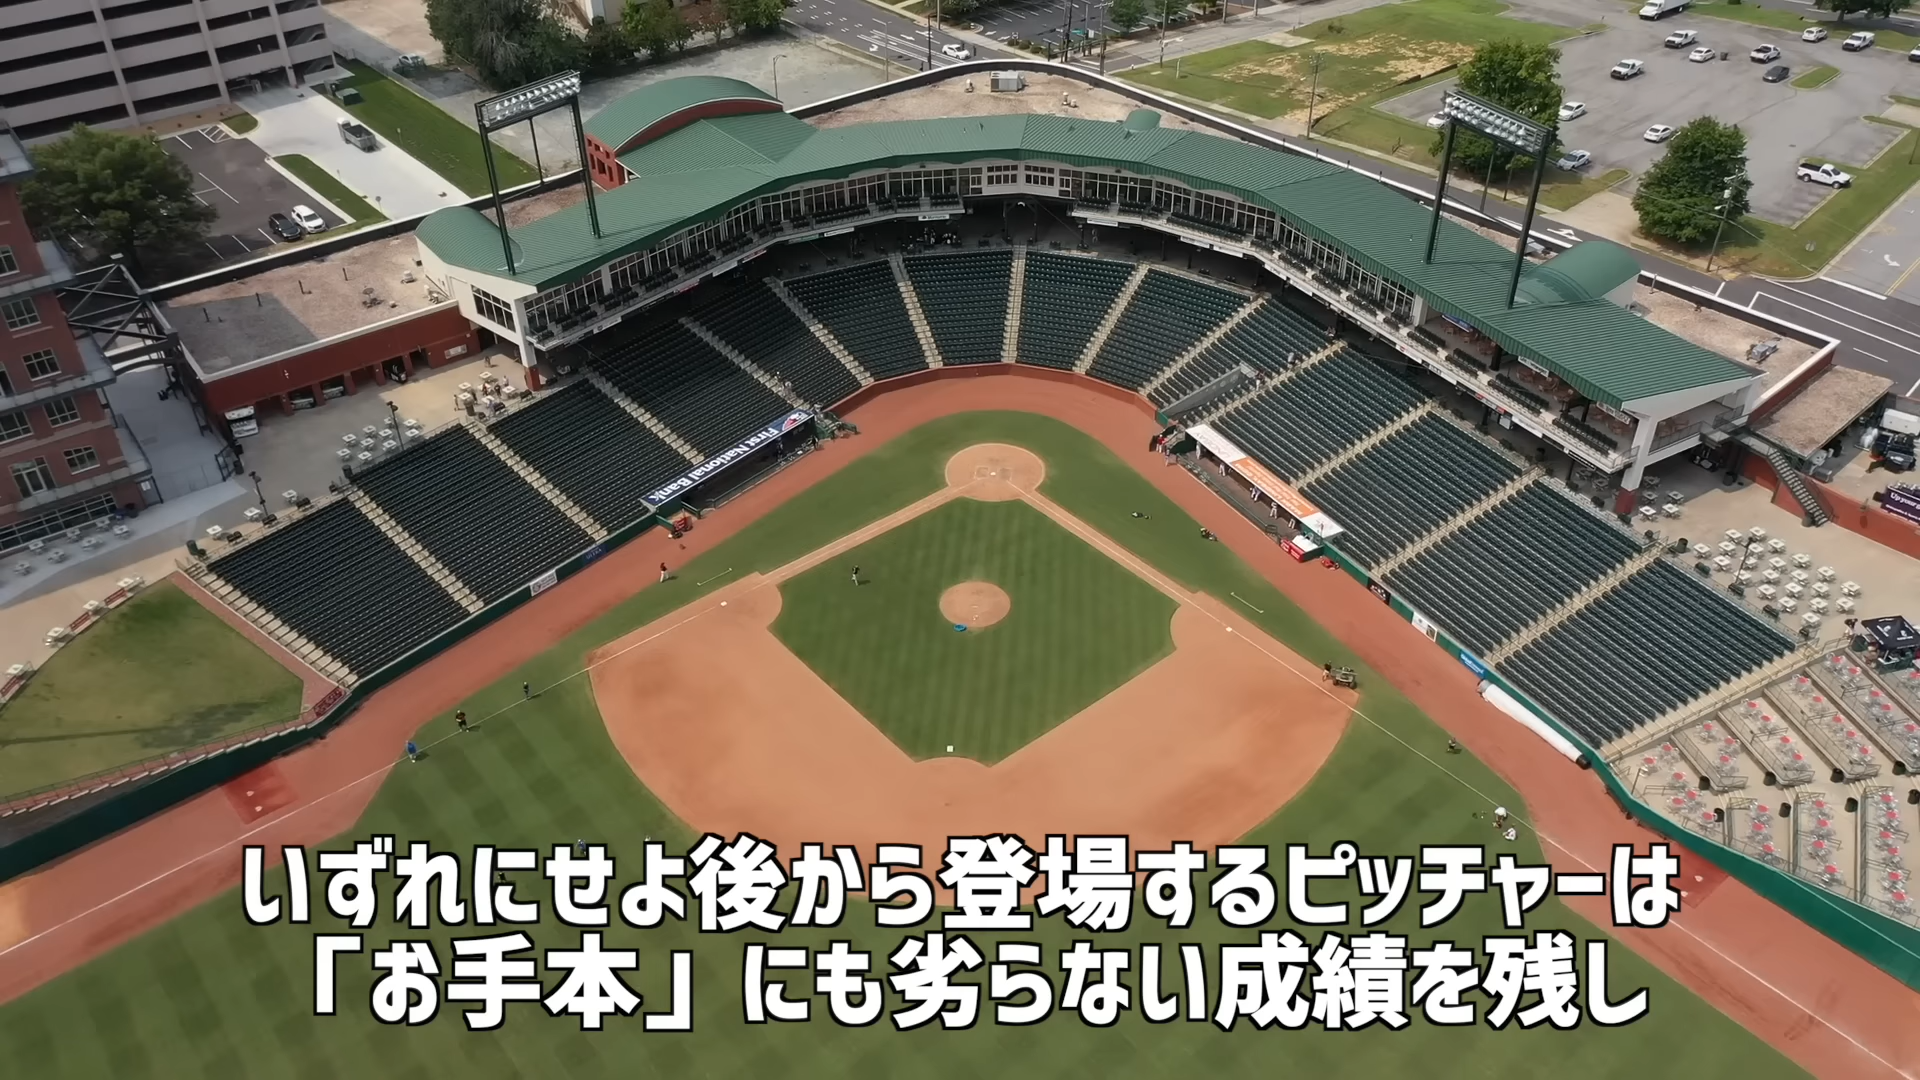 First National Bank
いずれにせよ後から登場するピッチャーは
「お手本」にも劣らない成績を残し